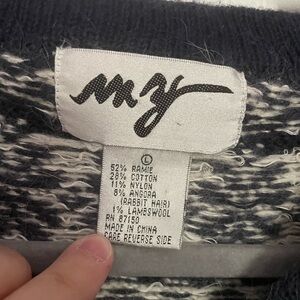 my
L
52% RAMIE
28% COTTON
11% NYLON
8% ANGORA
(RABBIT HAIR)
1% LAMBSWOOL
RN 87150
MADE IN CHINA
CARE REVERSE SIDE